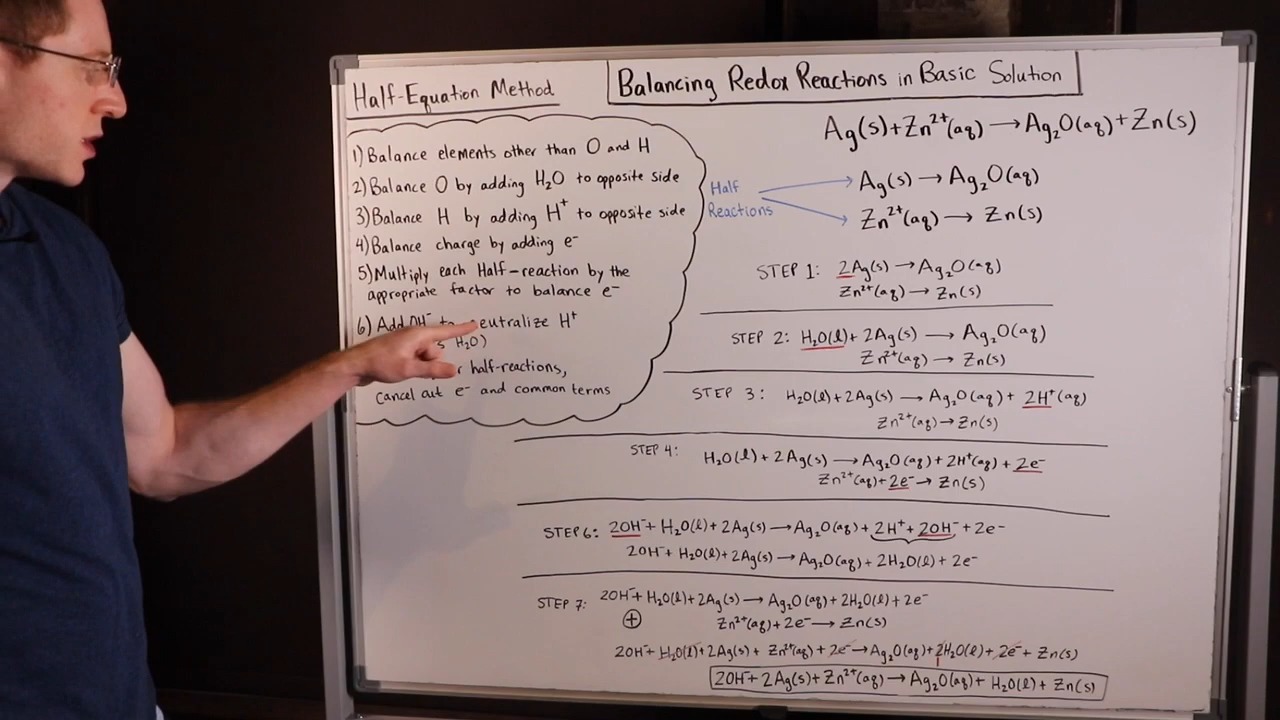 Half-Equation Method
Balancing Redox Reactions in Basic Solution
1) Balance elements other than O and H
2) Balance O by adding H₂O to opposite side
3) Balance H by adding H⁺ to opposite side
4) Balance charge by adding e⁻
5) Multiply each Half-reaction by the
appropriate factor to balance e⁻
6) Add OH⁻ to neutralize H⁺
H₂O)
half-reactions,
Cancel out e⁻ and common terms
Ag(s) + Zn²⁺(aq) → Ag₂O(aq) + Zn(s)
Half
Reactions
Ag(s) → Ag₂O(aq)
Zn²⁺(aq) → Zn(s)
STEP 1: 2Ag(s) → Ag₂O(aq)
Zn²⁺(aq) → Zn(s)
STEP 2: H₂O(l) + 2Ag(s) → Ag₂O(aq)
Zn²⁺(aq) → Zn(s)
STEP 3: H₂O(l) + 2Ag(s) → Ag₂O(aq) + 2H⁺(aq)
Zn²⁺(aq) → Zn(s)
STEP 4: H₂O(l) + 2Ag(s) → Ag₂O(aq) + 2H⁺(aq) + 2e⁻
Zn²⁺(aq) + 2e⁻ → Zn(s)
STEP 6: 2OH⁻ + H₂O(l) + 2Ag(s) → Ag₂O(aq) + 2H⁺ + 2OH⁻ + 2e⁻
2OH⁻ + H₂O(l) + 2Ag(s) → Ag₂O(aq) + 2H₂O(l) + 2e⁻
STEP 7: 2OH⁻ + H₂O(l) + 2Ag(s) → Ag₂O(aq) + 2H₂O(l) + 2e⁻
⊕ Zn²⁺(aq) + 2e⁻ → Zn(s)
2OH⁻ + H₂O(l) + 2Ag(s) + Zn²⁺(aq) + 2e⁻ → Ag₂O(aq) + 2H₂O(l) + 2e⁻ + Zn(s)
2OH⁻ + 2Ag(s) + Zn²⁺(aq) → Ag₂O(aq) + H₂O(l) + Zn(s)